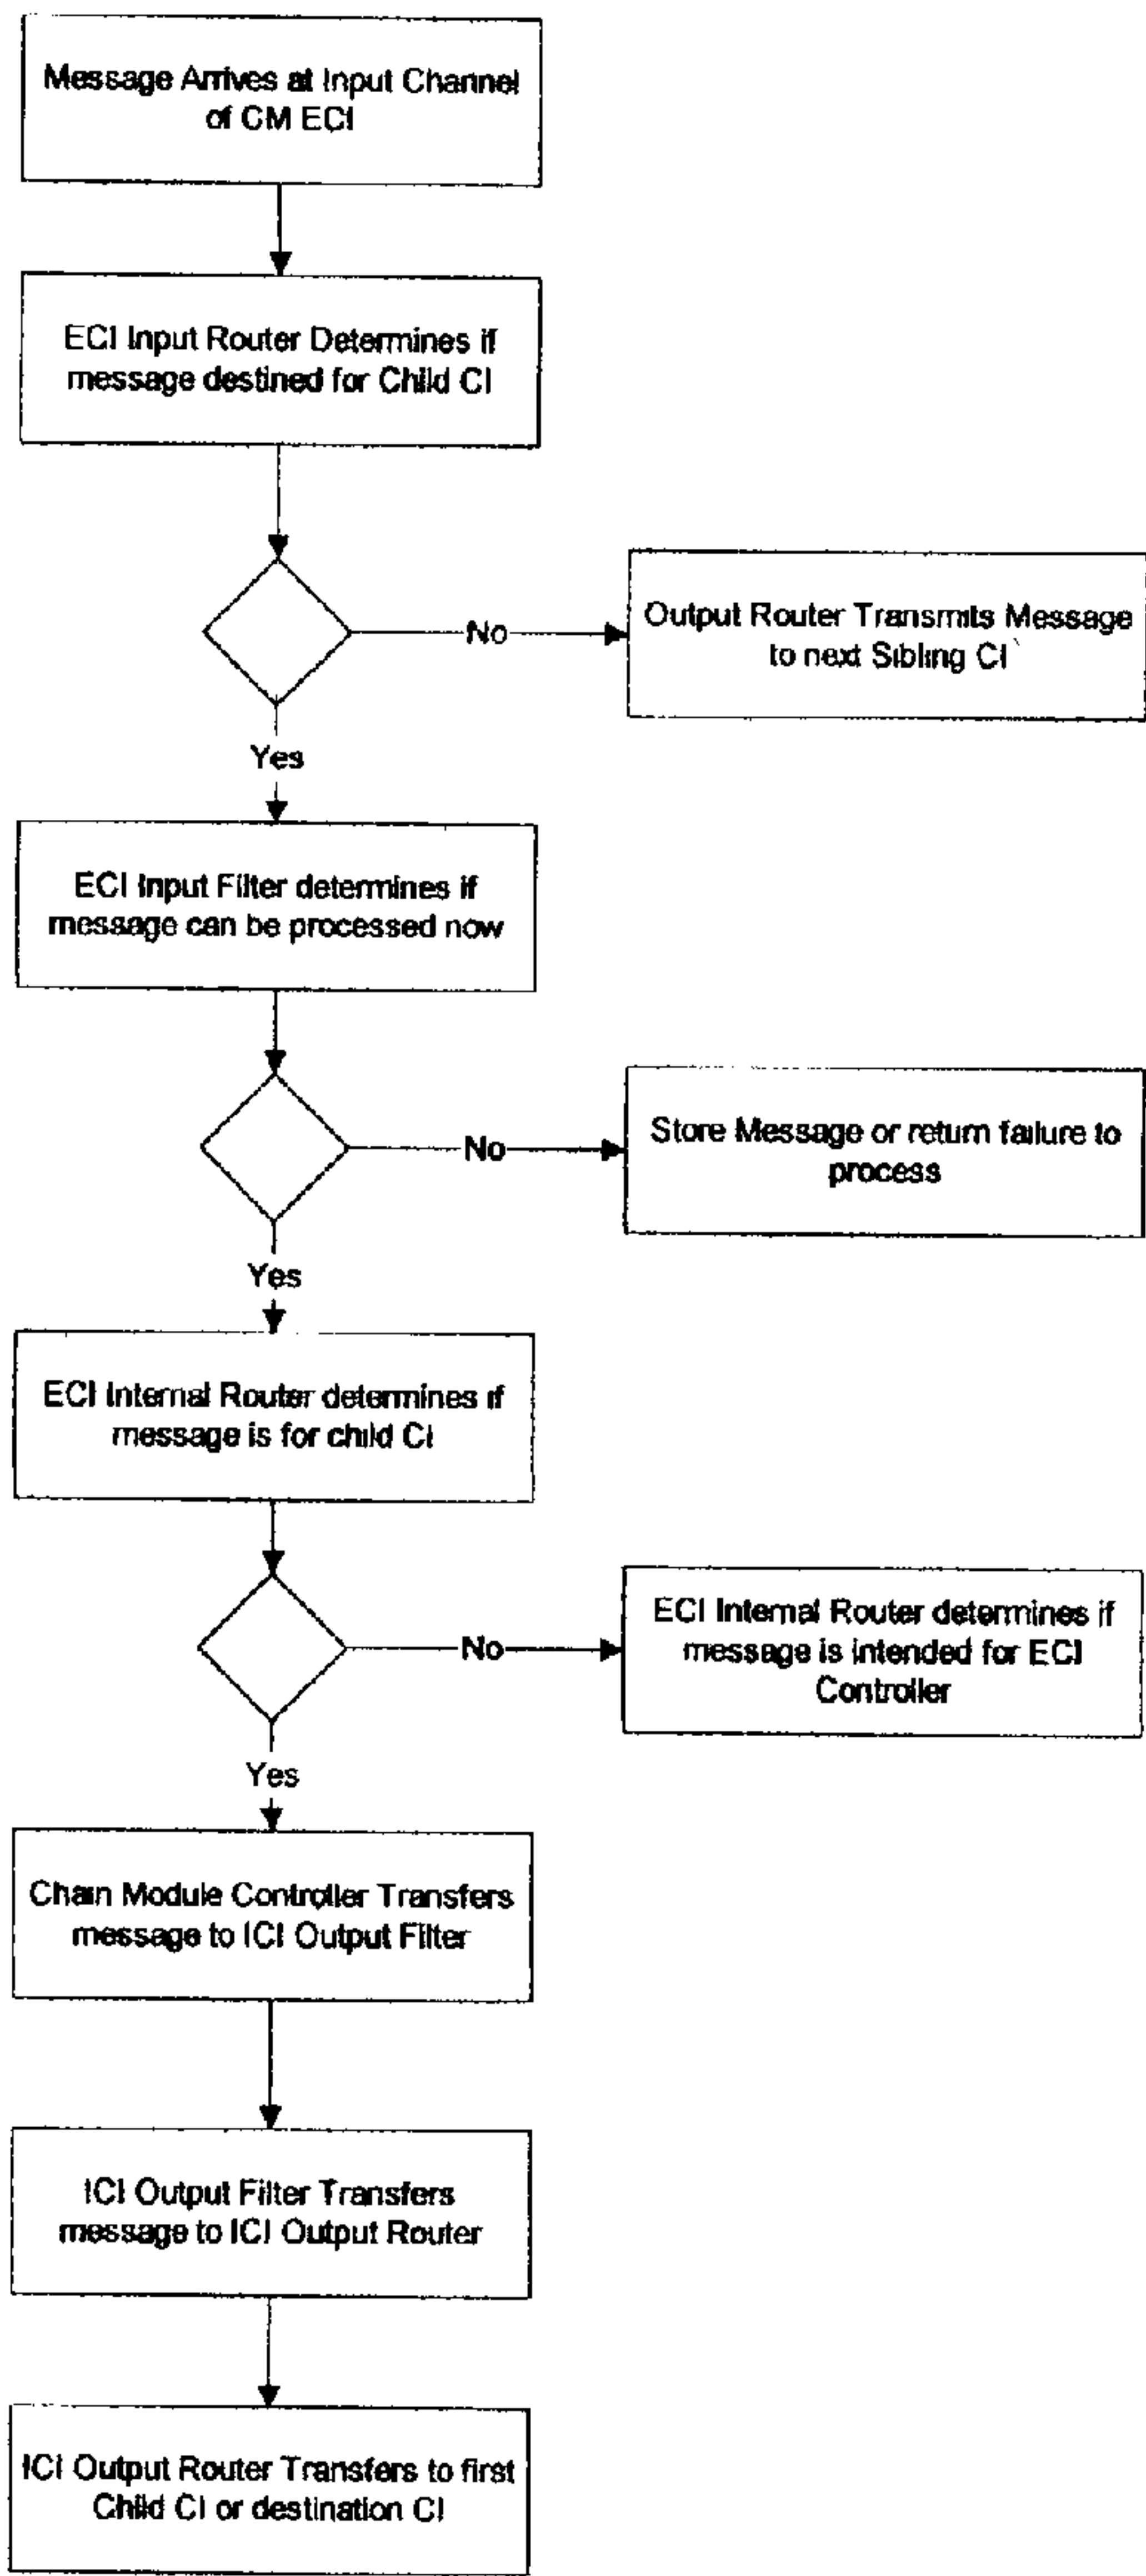 Message Arrives at Input Channel
of CM ECI
ECI Input Router Determines if
message destined for Child CI
No
Output Router Transmits Message
to next Sibling CI
Yes
ECI Input Filter determines if
message can be processed now
No
Store Message or return failure to
process
Yes
ECI Internal Router determines if
message is for child CI
No
ECI Internal Router determines if
message is intended for ECI
Controller
Yes
Chain Module Controller Transfers
message to ICI Output Filter
ICI Output Filter Transfers
message to ICI Output Router
ICI Output Router Transfers to first
Child CI or destination CI